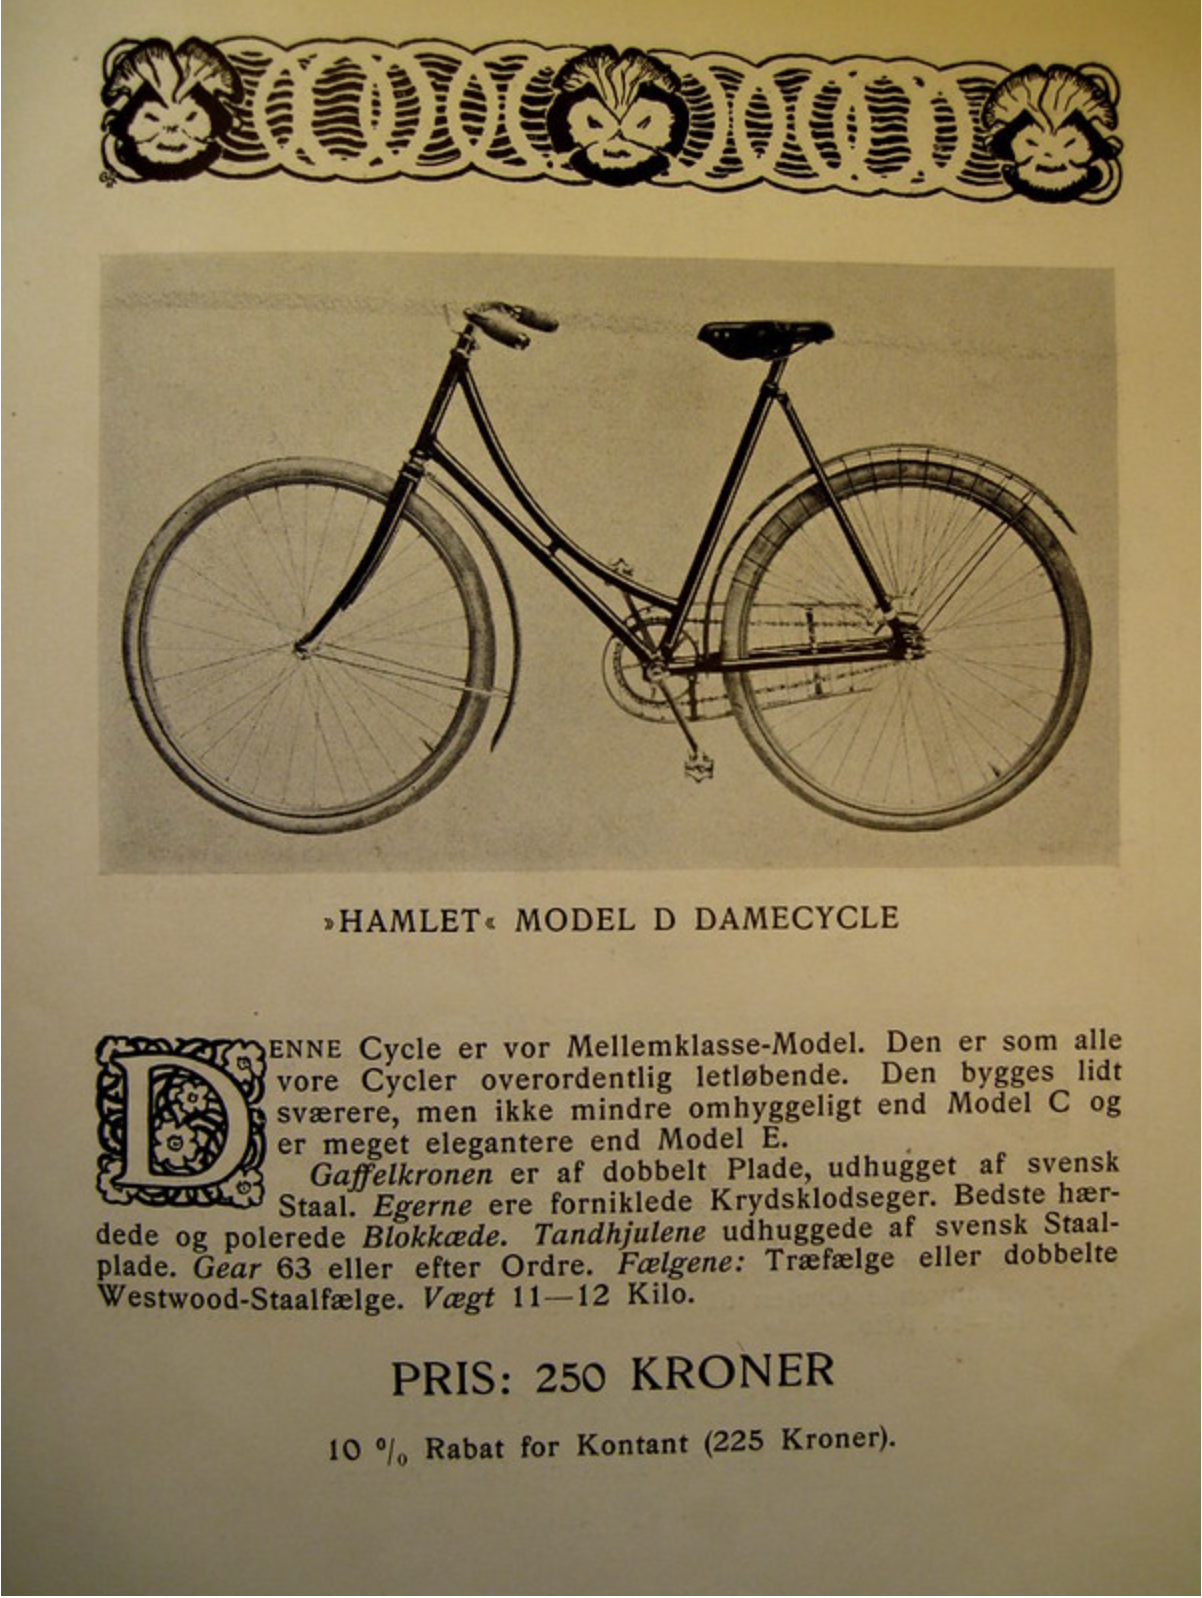 »HAMLET« MODEL D DAMECYCLE
DENNE Cycle er vor Mellemklasse-Model. Den er som alle
vore Cycler overordentlig letløbende. Den bygges lidt
sværere, men ikke mindre omhyggeligt end Model C og
er meget elegantere end Model E.
Gaffelkronen er af dobbelt Plade, udhugget af svensk
Staal. Egerne ere forniklede Krydsklodseger. Bedste hær-
dede og polerede Blokkæde. Tandhjulene udhuggede af svensk Staal-
plade. Gear 63 eller efter Ordre. Fælgene: Træfælge eller dobbelte
Westwood-Staalfælge. Vægt 11—12 Kilo.
PRIS: 250 KRONER
10 % Rabat for Kontant (225 Kroner).